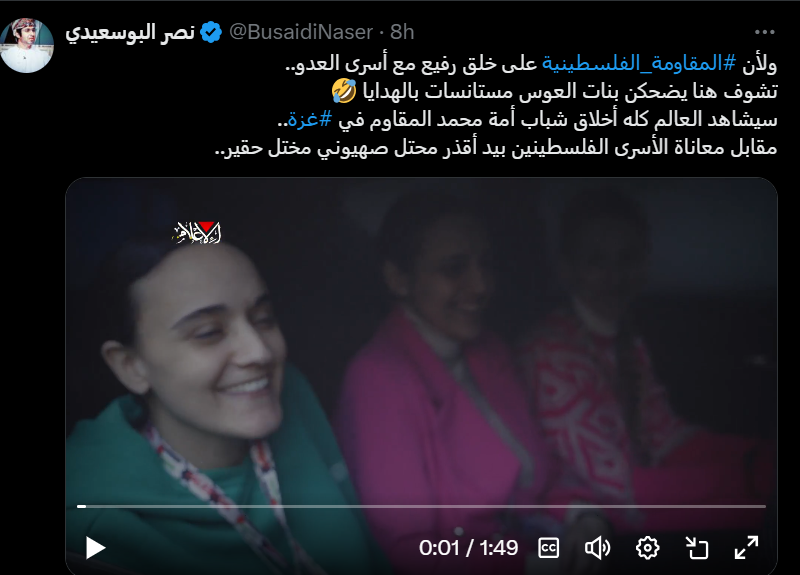 نصر البوسعيدي @BusaidiNaser · 8h
ولأن #المقاومة_الفلسطينية على خلق رفيع مع أسرى العدو..
تشوف هنا يضحكن بنات العوس مستانسات بالهدايا 🤣
سيشاهد العالم كله أخلاق شباب أمة محمد المقاوم في #غزة..
مقابل معاناة الأسرى الفلسطينين بيد أقذر محتل صهيوني مختل حقير..
الإعلام
0:01 / 1:49 CC